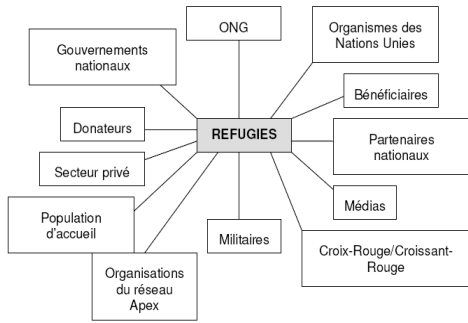 ONG
Organismes des
Nations Unies
Gouvernements
nationaux
Bénéficiaires
Donateurs
REFUGIES
Partenaires
nationaux
Secteur privé
Médias
Population
d'accueil
Militaires
Croix-Rouge/Croissant-
Rouge
Organisations
du réseau
Apex